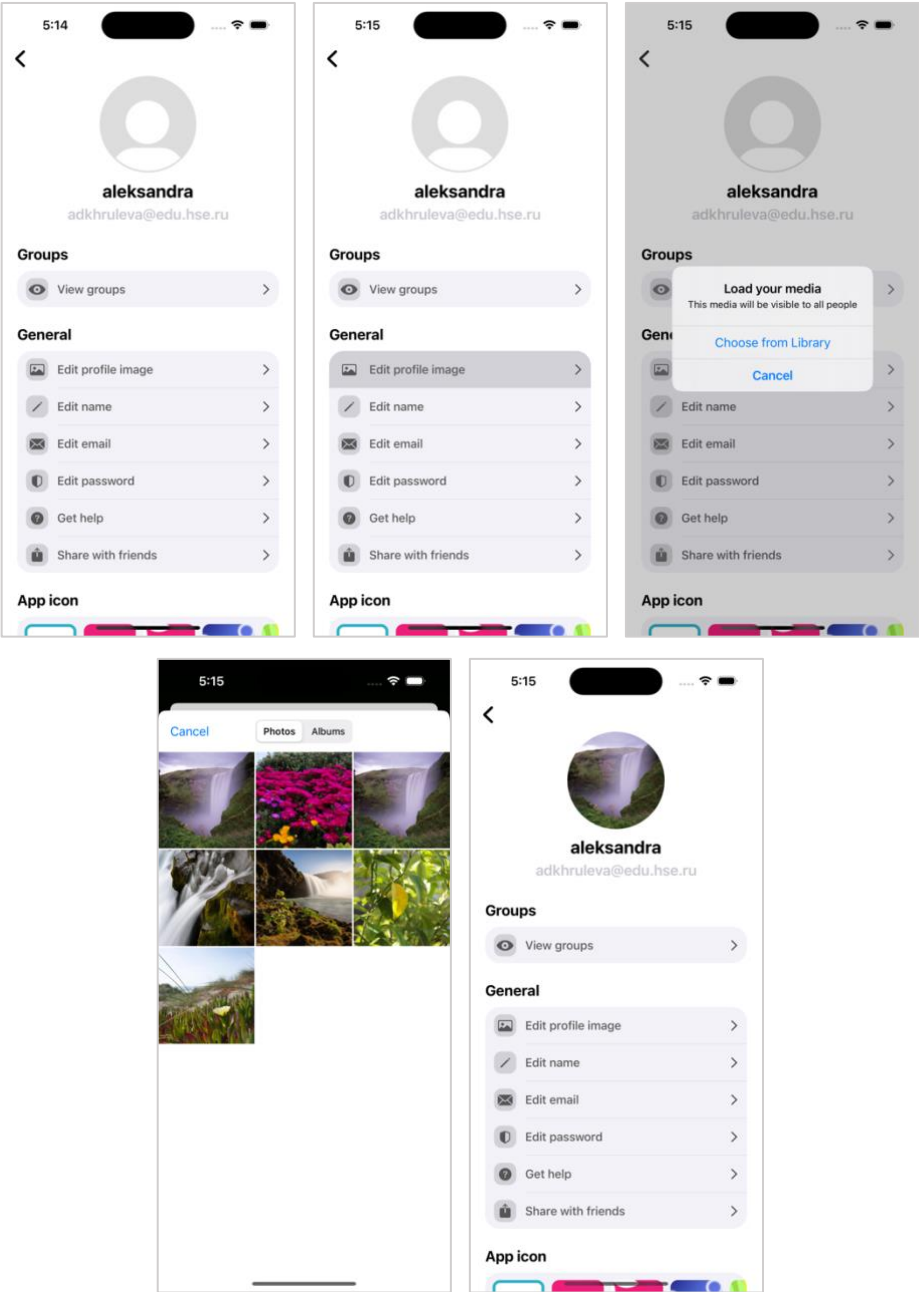 5:14
aleksandra
adkhruleva@edu.hse.ru
Groups
View groups
General
Edit profile image
Edit name
Edit email
Edit password
Get help
Share with friends
App icon
5:15
aleksandra
adkhruleva@edu.hse.ru
Groups
View groups
General
Edit profile image
Edit name
Edit email
Edit password
Get help
Share with friends
App icon
5:15
aleksandra
adkhruleva@edu.hse.ru
Groups
Load your media
This media will be visible to all people
Gen
Choose from Library
Cancel
Edit name
Edit email
Edit password
Get help
Share with friends
App icon
5:15
Cancel
Photos Albums
5:15
aleksandra
adkhruleva@edu.hse.ru
Groups
View groups
General
Edit profile image
Edit name
Edit email
Edit password
Get help
Share with friends
App icon